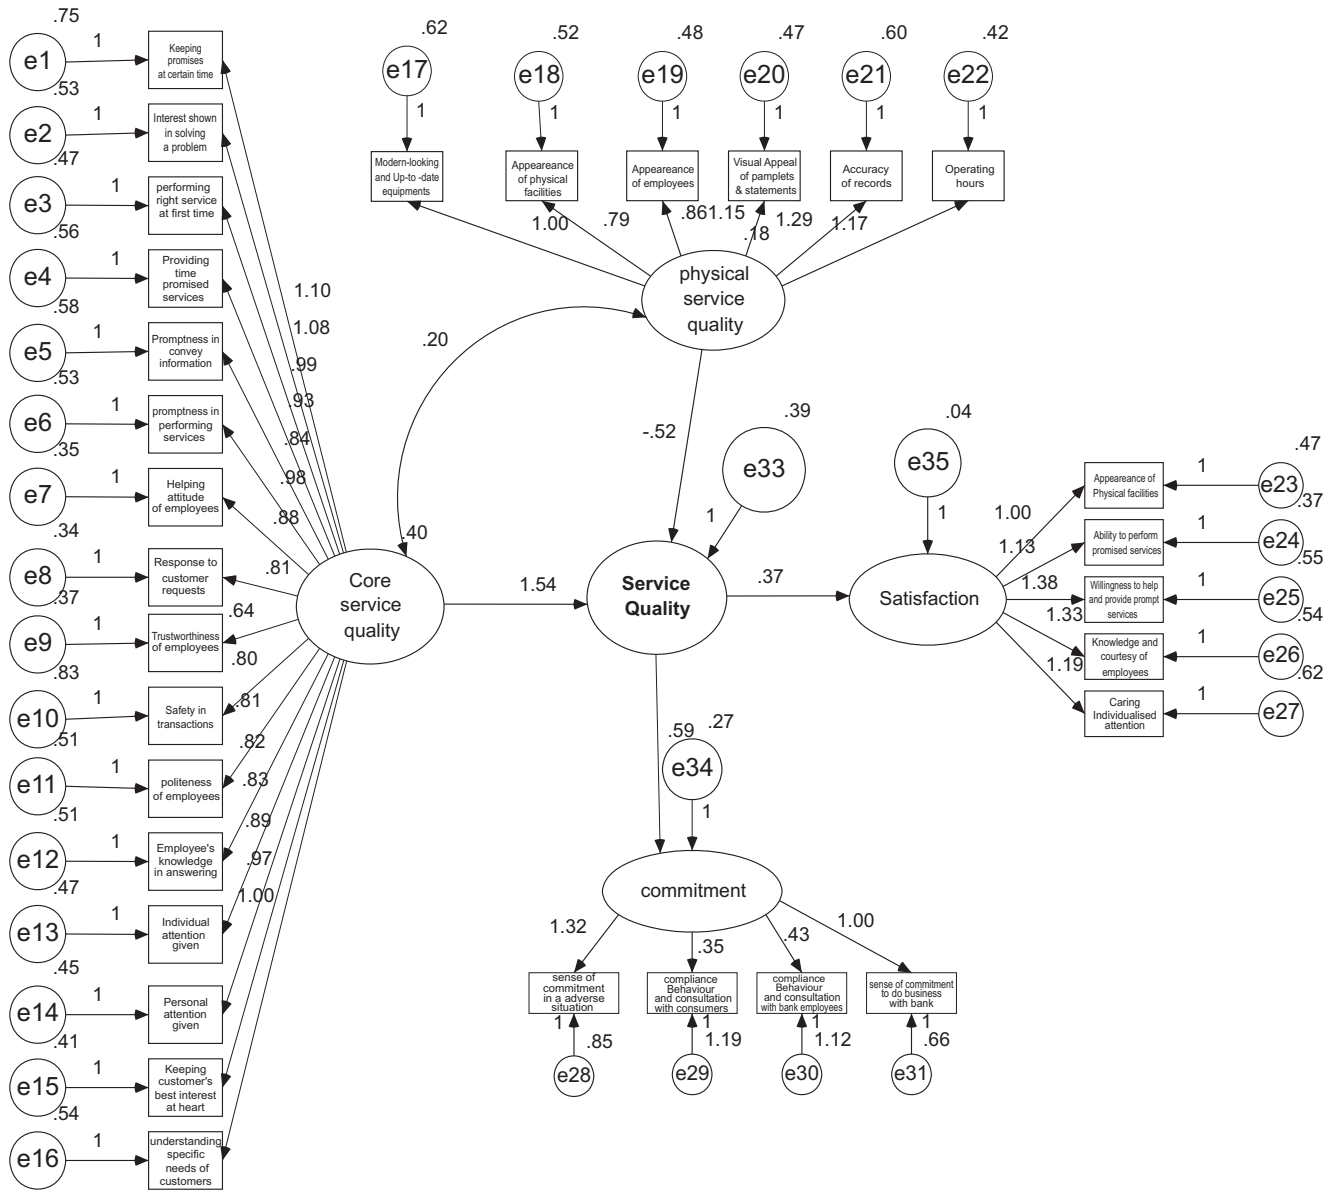 .75
e1
1
Keeping
promises
at certain time
.53
e2
1
Interest shown
in solving
a problem
.47
e3
1
performing
right service
at first time
.56
e4
1
Providing
time
promised
services
.58
e5
1
Promptness in
convey
information
.53
e6
1
promptness in
performing
services
.35
e7
1
Helping
attitude
of employees
.34
e8
1
Response to
customer
requests
.37
e9
1
Trustworthiness
of employees
.83
e10
1
Safety in
transactions
.51
e11
1
politeness
of employees
.51
e12
1
Employee's
knowledge
in answering
.47
e13
1
Individual
attention
given
.45
e14
1
Personal
attention
given
.41
e15
1
Keeping
customer's
best interest
at heart
.54
e16
1
understanding
specific
needs of
customers
1.10
1.08
.99
.93
.84
.98
.88
.81
.64
.80
.81
.82
.83
.89
.97
1.00
.40
Core
service
quality
.20
1.54
.62
e17
1
Modern-looking
and Up-to -date
equipments
.52
e18
1
Appeareance
of physical
facilities
.48
e19
1
Appeareance
of employees
.47
e20
1
Visual Appeal
of pamplets
& statements
.60
e21
1
Accuracy
of records
.42
e22
1
Operating
hours
1.00
.79
.86
1.15
.18
1.29
1.17
physical
service
quality
-.52
.39
e33
1
Service
Quality
.37
.04
e35
1
Satisfaction
1.00
1.13
1.38
1.33
1.19
Appeareance of
Physical facilities
1
.47
e23
Ability to perform
promised services
1
.37
e24
Willingness to help
and provide prompt
services
1
.55
e25
Knowledge and
courtesy of
employees
1
.54
e26
Caring
Individualised
attention
1
.62
e27
.59
.27
e34
1
commitment
1.32
.35
.43
1.00
sense of
commitment
in a adverse
situation
1
.85
e28
compliance
Behaviour
and consultation
with consumers
1
1.19
e29
compliance
Behaviour
and consultation
with bank employees
1
1.12
e30
sense of commitment
to do business
with bank
1
.66
e31